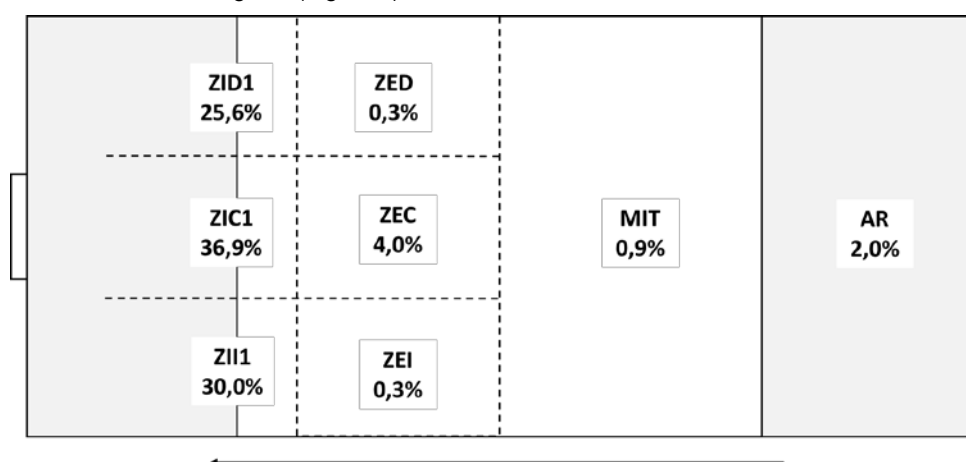 ZID1
25,6%
ZED
0,3%
ZIC1
36,9%
ZEC
4,0%
MIT
0,9%
AR
2,0%
ZII1
30,0%
ZEI
0,3%